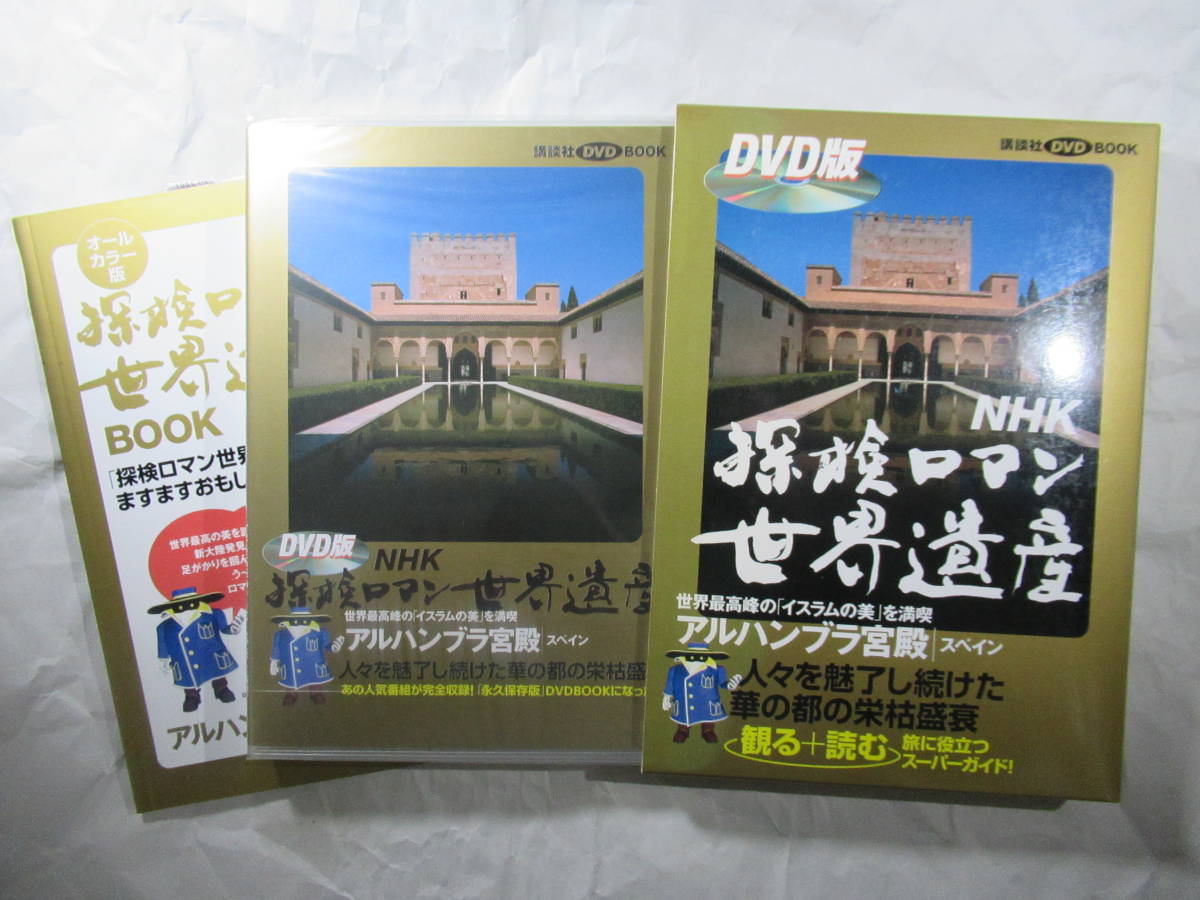 オール
カラー
版
探検ロ
世界遺
BOOK
「探検ロマン世界
ますますおもし
世界最高の美を
新大陸発見
足がかりを掴ん
う～
ロマ
アルハン
講談社 DVD BOOK
DVD版
NHK
探検ロマン世界遺産
世界最高峰の「イスラムの美」を満喫
アルハンブラ宮殿|スペイン
人々を魅了し続けた華の都の栄枯盛
あの人気番組が完全収録!「永久保存版」DVDBOOKになっ
DVD版
講談社 DVD BOOK
NHK
探検ロマン
世界遺産
世界最高峰の「イスラムの美」を満喫
アルハンブラ宮殿|スペイン
人々を魅了し続けた
華の都の栄枯盛衰
観る+読む 旅に役立つ
スーパーガイド!